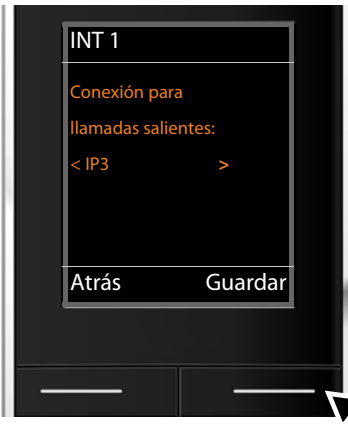 INT 1
Conexión para
llamadas salientes:
< IP3 >
Atrás Guardar